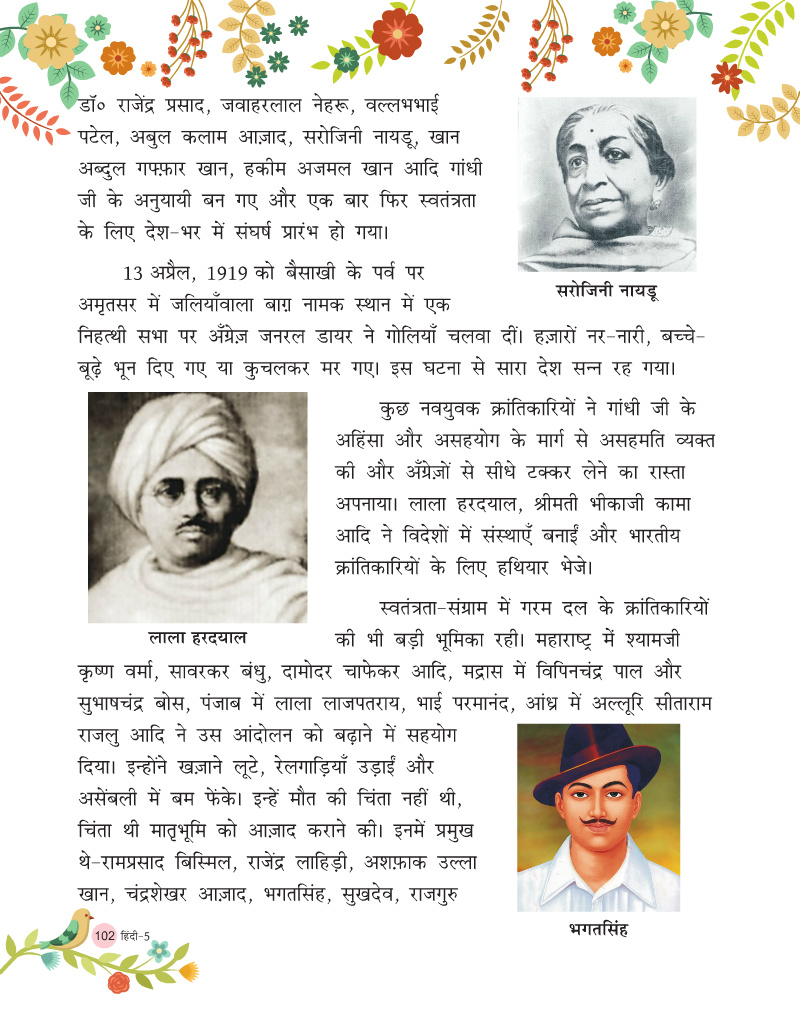 डॉ० राजेंद्र प्रसाद, जवाहरलाल नेहरू, वल्लभभाई
पटेल, अबुल कलाम आज़ाद, सरोजिनी नायडू, खान
अब्दुल गफ्फ़ार खान, हकीम अजमल खान आदि गांधी
जी के अनुयायी बन गए और एक बार फिर स्वतंत्रता
के लिए देश-भर में संघर्ष प्रारंभ हो गया।
सरोजिनी नायडू
13 अप्रैल, 1919 को बैसाखी के पर्व पर
अमृतसर में जलियाँवाला बाग़ नामक स्थान में एक
निहत्थी सभा पर अँग्रेज़ जनरल डायर ने गोलियाँ चलवा दीं। हज़ारों नर-नारी, बच्चे-
बूढ़े भून दिए गए या कुचलकर मर गए। इस घटना से सारा देश सन्न रह गया।
कुछ नवयुवक क्रांतिकारियों ने गांधी जी के
अहिंसा और असहयोग के मार्ग से असहमति व्यक्त
की और अँग्रेज़ों से सीधे टक्कर लेने का रास्ता
अपनाया। लाला हरदयाल, श्रीमती भीकाजी कामा
आदि ने विदेशों में संस्थाएँ बनाईं और भारतीय
क्रांतिकारियों के लिए हथियार भेजे।
लाला हरदयाल
स्वतंत्रता-संग्राम में गरम दल के क्रांतिकारियों
की भी बड़ी भूमिका रही। महाराष्ट्र में श्यामजी
कृष्ण वर्मा, सावरकर बंधु, दामोदर चाफेकर आदि, मद्रास में विपिनचंद्र पाल और
सुभाषचंद्र बोस, पंजाब में लाला लाजपतराय, भाई परमानंद, आंध्र में अल्लूरि सीताराम
राजलु आदि ने उस आंदोलन को बढ़ाने में सहयोग
दिया। इन्होंने खज़ाने लूटे, रेलगाड़ियाँ उड़ाईं और
असेंबली में बम फेंके। इन्हें मौत की चिंता नहीं थी,
चिंता थी मातृभूमि को आज़ाद कराने की। इनमें प्रमुख
थे-रामप्रसाद बिस्मिल, राजेंद्र लाहिड़ी, अशफ़ाक उल्ला
खान, चंद्रशेखर आज़ाद, भगतसिंह, सुखदेव, राजगुरु
भगतसिंह
102 हिंदी-5